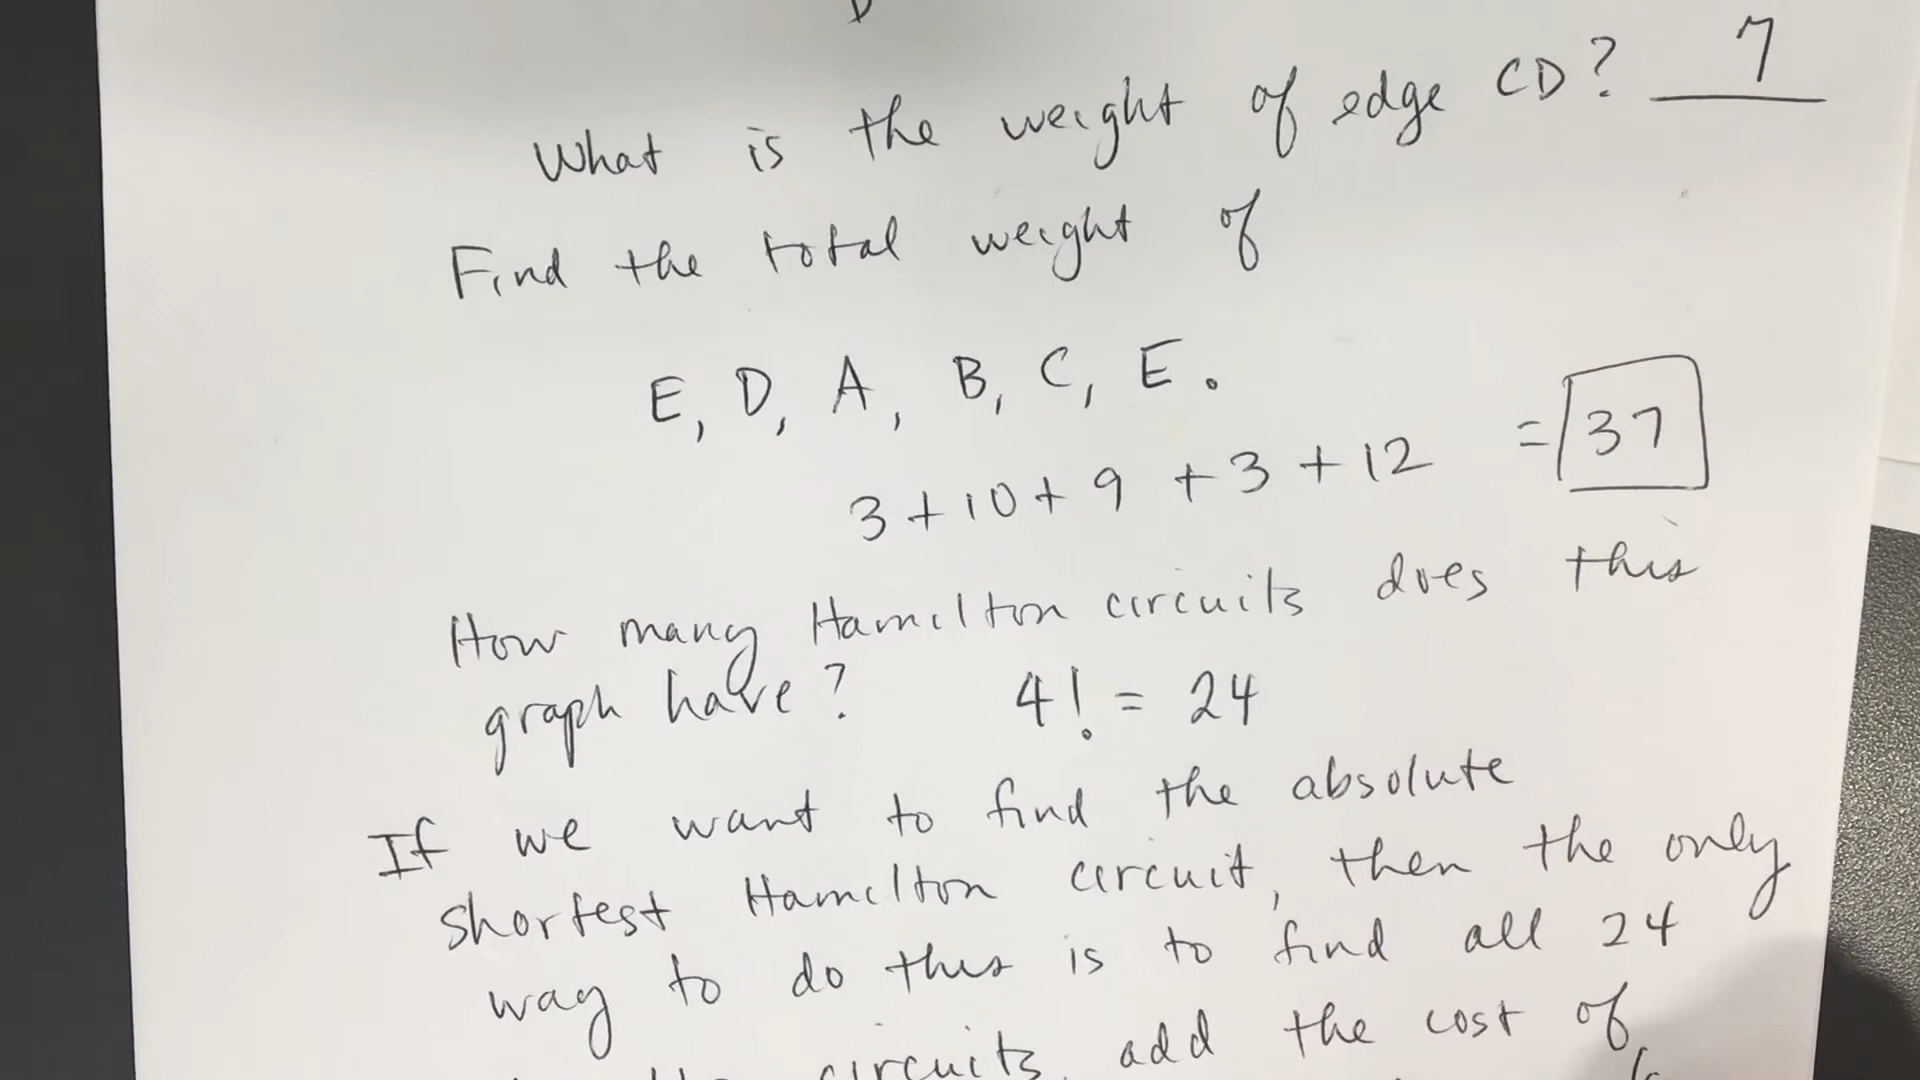 What is the weight of edge CD? 7
Find the total weight of
E, D, A, B, C, E.
3+10+9+3+12 = 37
How many Hamilton circuits does this
graph have? 4! = 24
If we want to find the absolute
shortest Hamilton circuit, then the only
way to do this is to find all 24
circuits, add the cost of